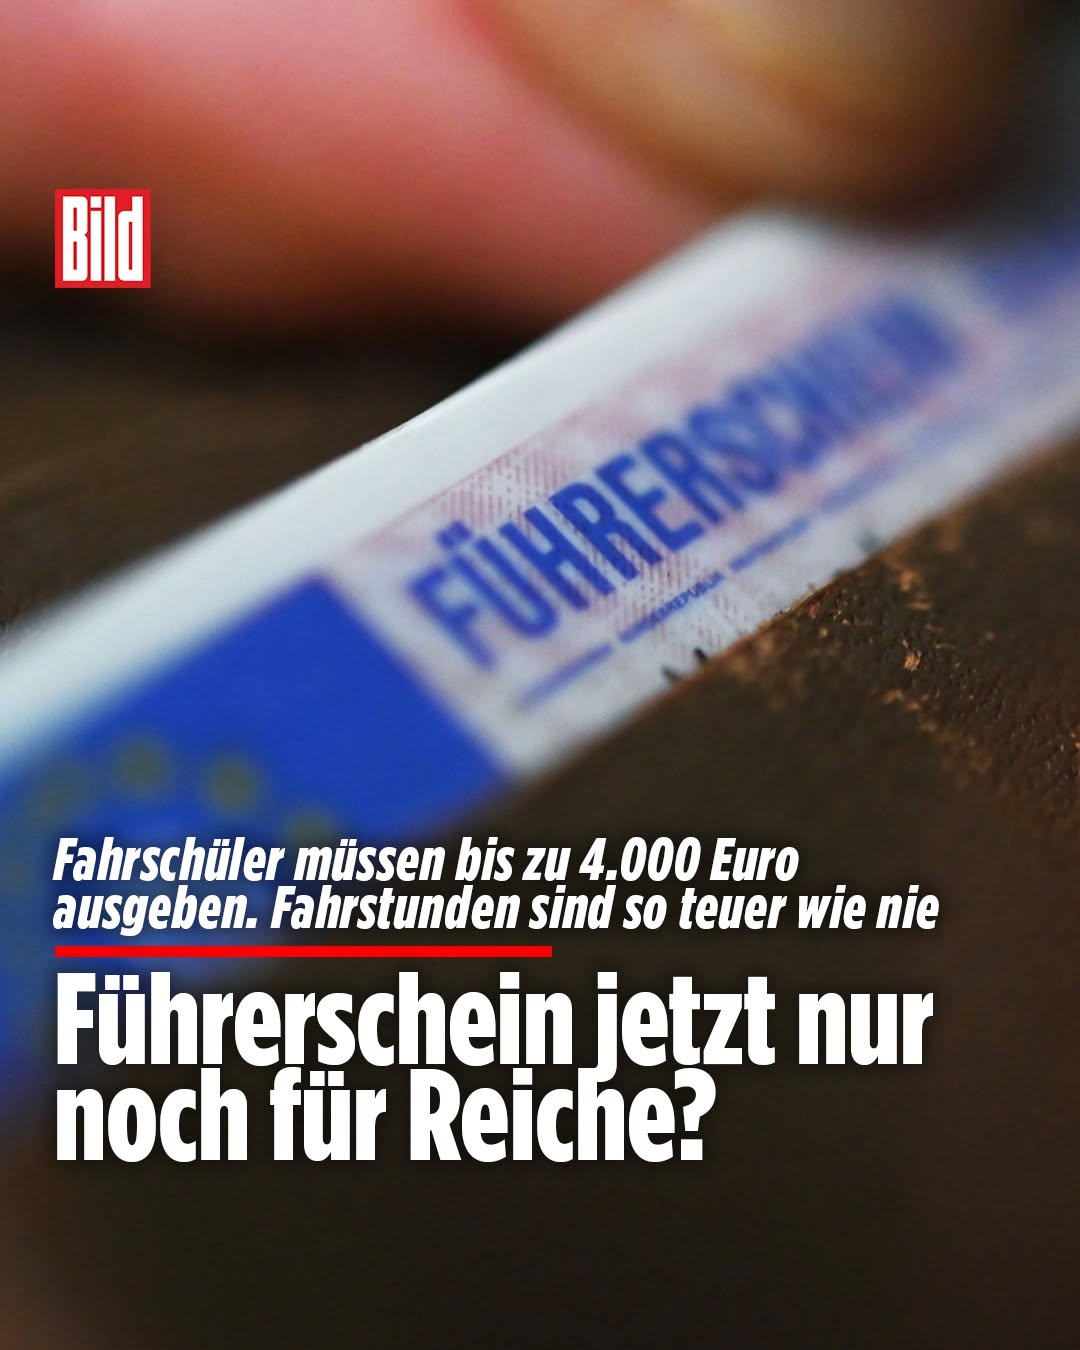 Bild
FÜHRERSCHEIN
Fahrschüler müssen bis zu 4.000 Euro
ausgeben. Fahrstunden sind so teuer wie nie
Führerschein jetzt nur
noch für Reiche?